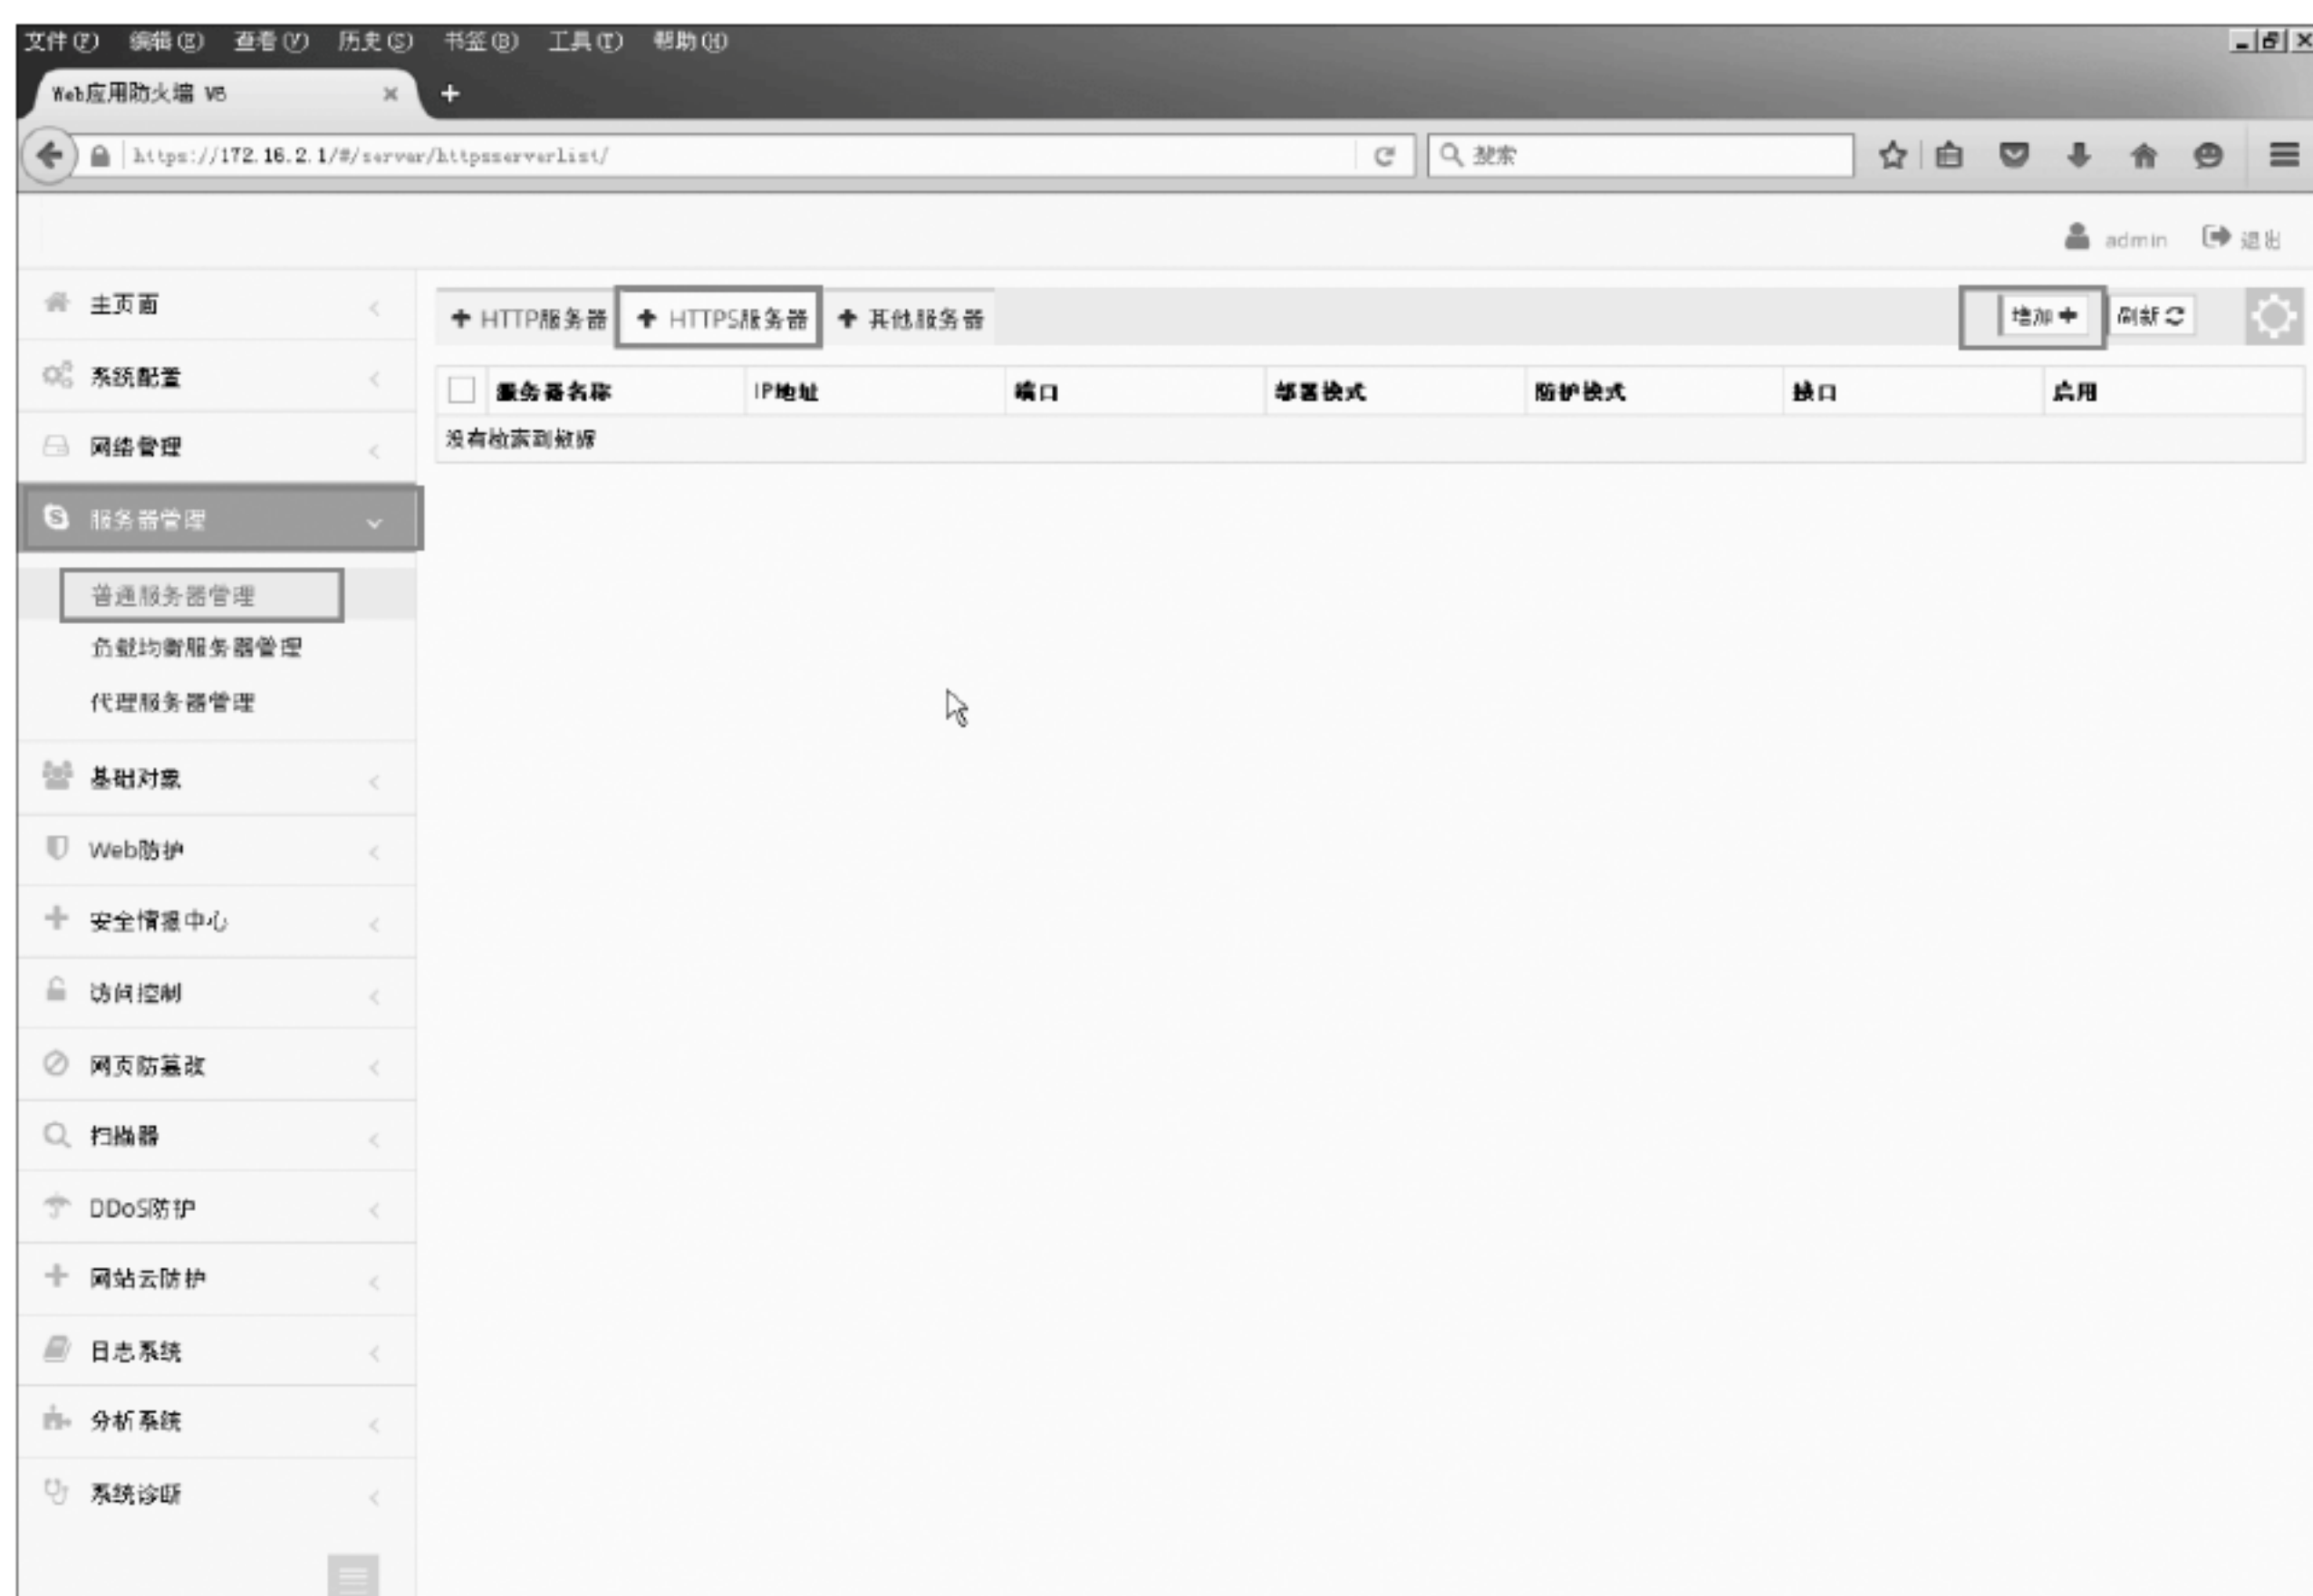 文件(F) 编辑(E) 查看(V) 历史(S) 书签(B) 工具(T) 帮助(H)
Web应用防火墙 V6
https://172.16.2.1/#/server/httpsserverlist/
搜索
admin 退出
主页面
系统配置
网络管理
服务器管理
普通服务器管理
负载均衡服务器管理
代理服务器管理
基础对象
Web防护
安全情报中心
访问控制
网页防篡改
扫描器
DDoS防护
网站云防护
日志系统
分析系统
系统诊断
HTTP服务器 HTTPS服务器 其他服务器 增加 刷新
服务器名称 IP地址 端口 部署模式 防护模式 接口 启用
没有检索到数据